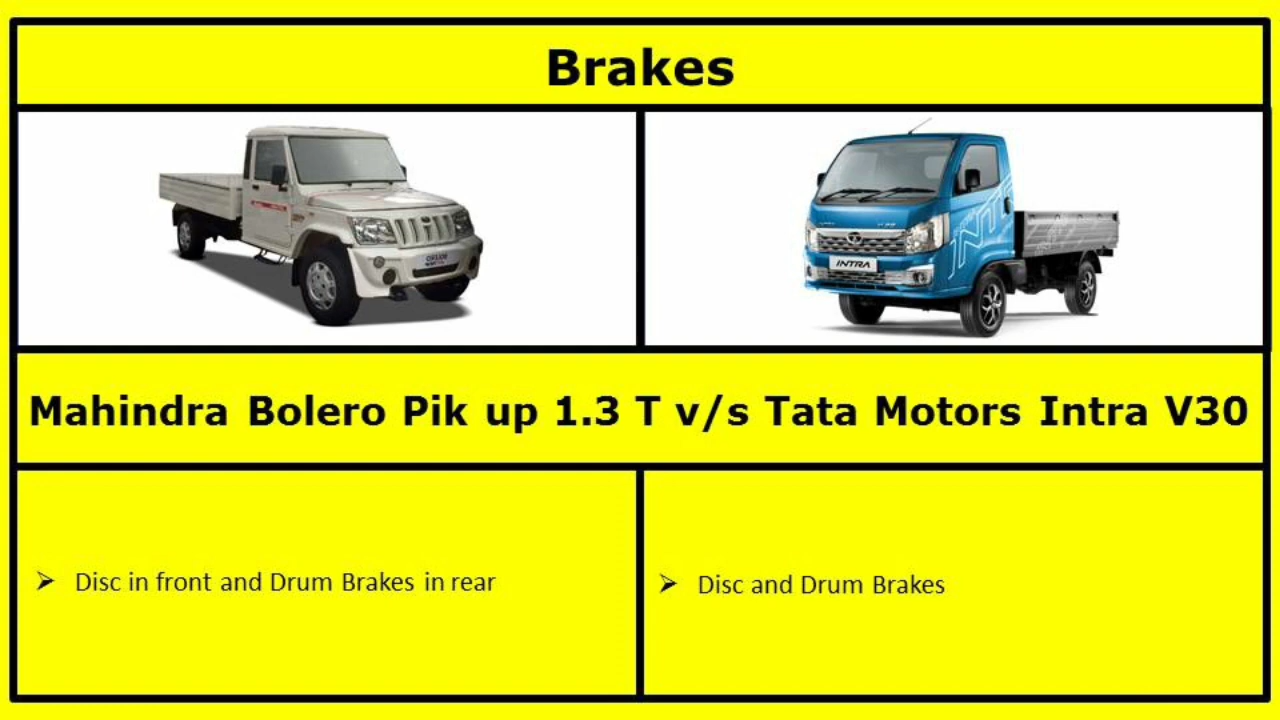 Brakes
INTRA
Mahindra Bolero Pik up 1.3 T v/s Tata Motors Intra V30
➢ Disc in front and Drum Brakes in rear
➢ Disc and Drum Brakes